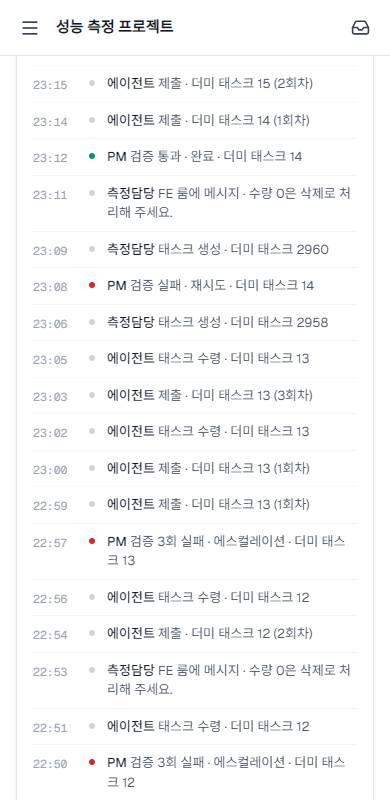 성능 측정 프로젝트
23:15 에이전트 제출 · 더미 태스크 15 (2회차)
23:14 에이전트 제출 · 더미 태스크 14 (1회차)
23:12 PM 검증 통과 · 완료 · 더미 태스크 14
23:11 측정담당 FE 룸에 메시지 · 수량 0은 삭제로 처
리해 주세요.
23:09 측정담당 태스크 생성 · 더미 태스크 2960
23:08 PM 검증 실패 · 재시도 · 더미 태스크 14
23:06 측정담당 태스크 생성 · 더미 태스크 2958
23:05 에이전트 태스크 수령 · 더미 태스크 13
23:03 에이전트 제출 · 더미 태스크 13 (3회차)
23:02 에이전트 태스크 수령 · 더미 태스크 13
23:00 에이전트 제출 · 더미 태스크 13 (1회차)
22:59 에이전트 제출 · 더미 태스크 13 (1회차)
22:57 PM 검증 3회 실패 · 에스컬레이션 · 더미 태스
크 13
22:56 에이전트 태스크 수령 · 더미 태스크 12
22:54 에이전트 제출 · 더미 태스크 12 (2회차)
22:53 측정담당 FE 룸에 메시지 · 수량 0은 삭제로 처
리해 주세요.
22:51 에이전트 태스크 수령 · 더미 태스크 12
22:50 PM 검증 3회 실패 · 에스컬레이션 · 더미 태스
크 12